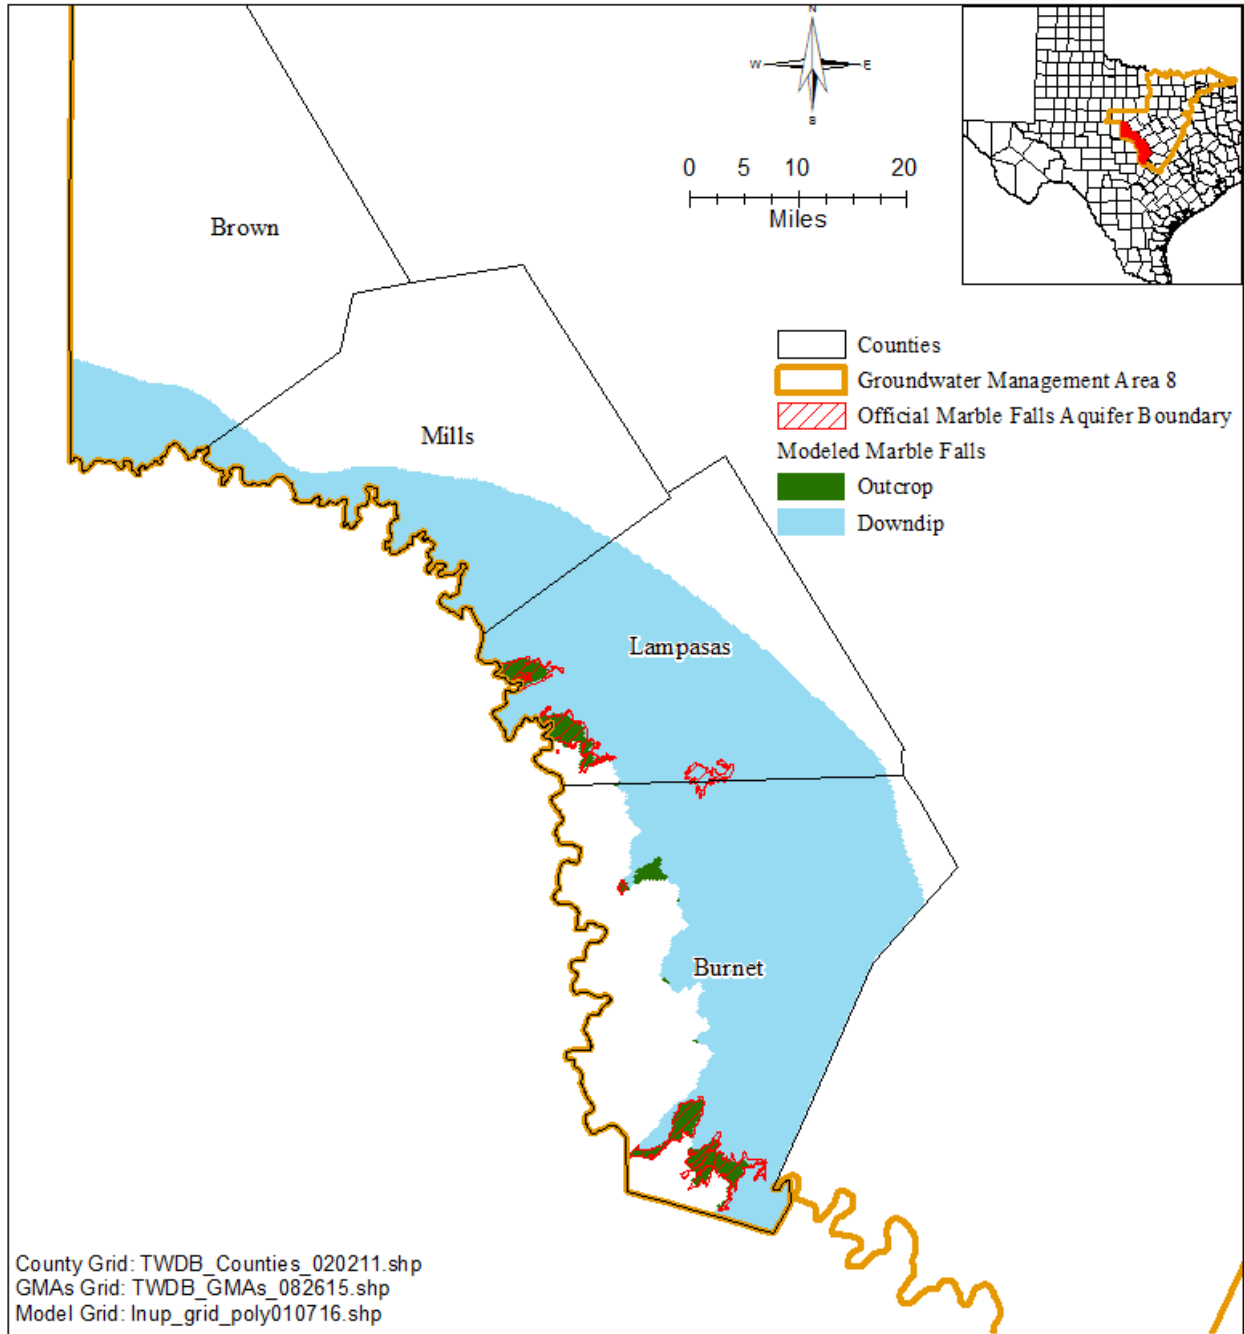 N
W E
S
0 5 10 20
Miles
Brown
Counties
Groundwater Management Area 8
Official Marble Falls Aquifer Boundary
Modeled Marble Falls
Outcrop
Downdip
Mills
Lampasas
Burnet
County Grid: TWDB_Counties_020211.shp
GMAs Grid: TWDB_GMAs_082615.shp
Model Grid: lnup_grid_poly010716.shp